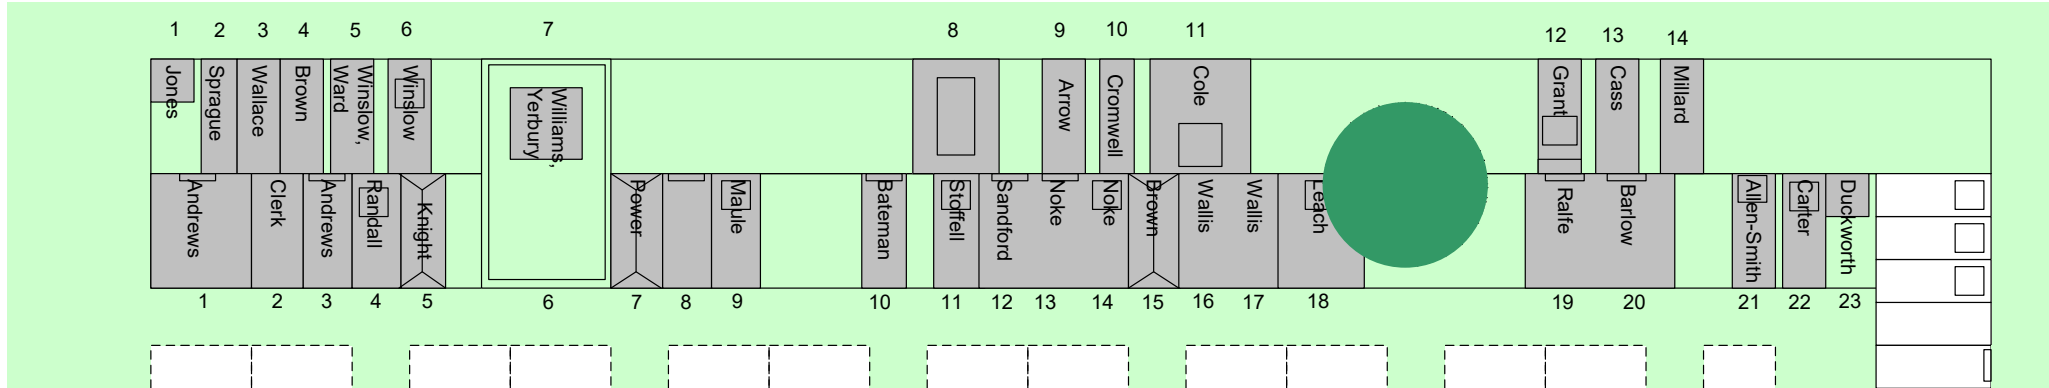 1 2 3 4 5 6 7 8 9 10 11 12 13 14
Jones
Sprague
Wallace
Brown
Winslow,
Ward
Winslow
Williams,
Yerbury
Arrow
Cromwell
Cole
Grant
Cass
Millard
Andrews
Clerk
Andrews
Randall
Knight
Power
Maule
Bateman
Stoffell
Sandford
Noke
Noke
Brown
Wallis
Wallis
Leach
Ralfe
Barlow
Allen-Smith
Carter
Duckworth
1 2 3 4 5 6 7 8 9 10 11 12 13 14 15 16 17 18 19 20 21 22 23